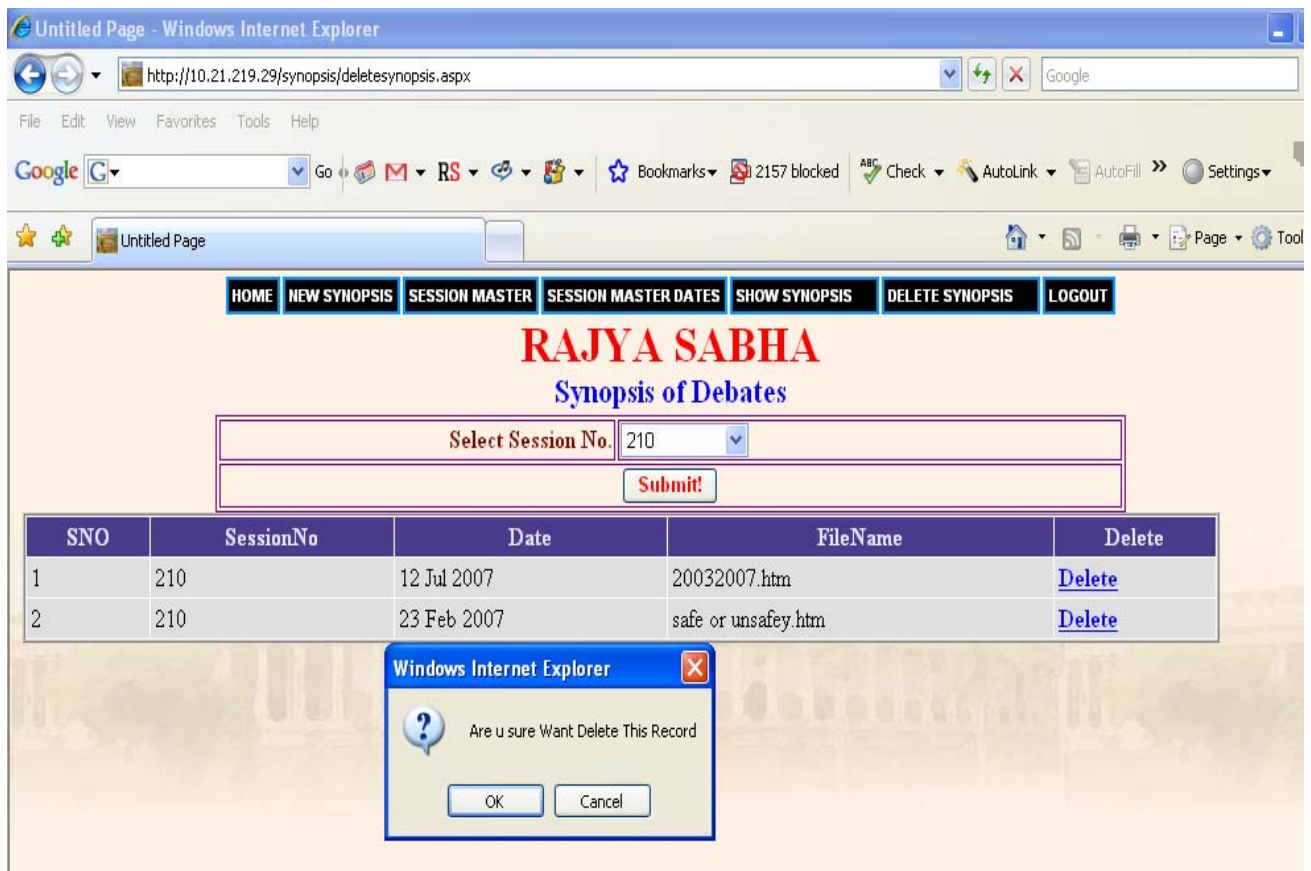 Untitled Page - Windows Internet Explorer
http://10.21.219.29/synopsis/deletesynopsis.aspx
Google
File Edit View Favorites Tools Help
Google G Go RS Bookmarks 2157 blocked ABC Check AutoLink AutoFill » Settings
Untitled Page Page Tool
HOME NEW SYNOPSIS SESSION MASTER SESSION MASTER DATES SHOW SYNOPSIS DELETE SYNOPSIS LOGOUT
RAJYA SABHA
Synopsis of Debates
Select Session No. 210
Submit!
SNO SessionNo Date FileName Delete
1 210 12 Jul 2007 20032007.htm Delete
2 210 23 Feb 2007 safe or unsafey.htm Delete
Windows Internet Explorer
Are u sure Want Delete This Record
OK Cancel